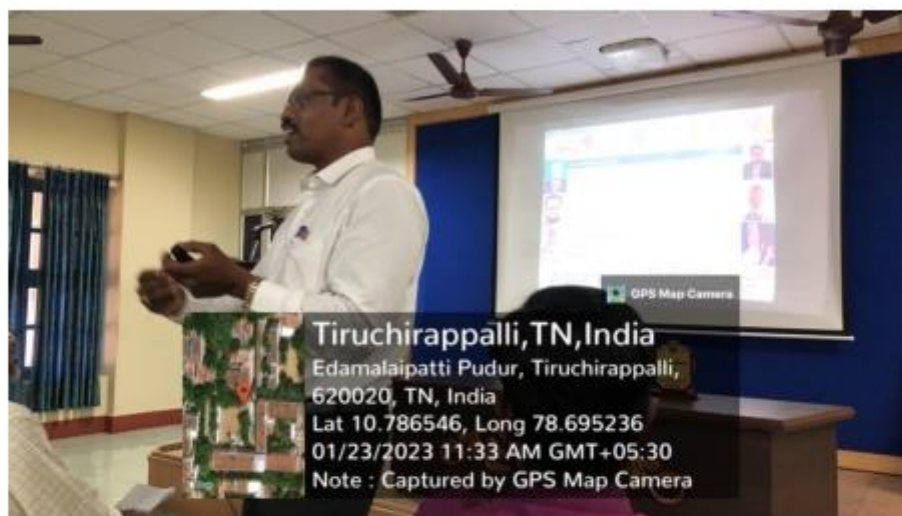 GPS Map Camera
Tiruchirappalli,TN,India
Edamalaipatti Pudur, Tiruchirappalli,
620020, TN, India
Lat 10.786546, Long 78.695236
01/23/2023 11:33 AM GMT+05:30
Note : Captured by GPS Map Camera